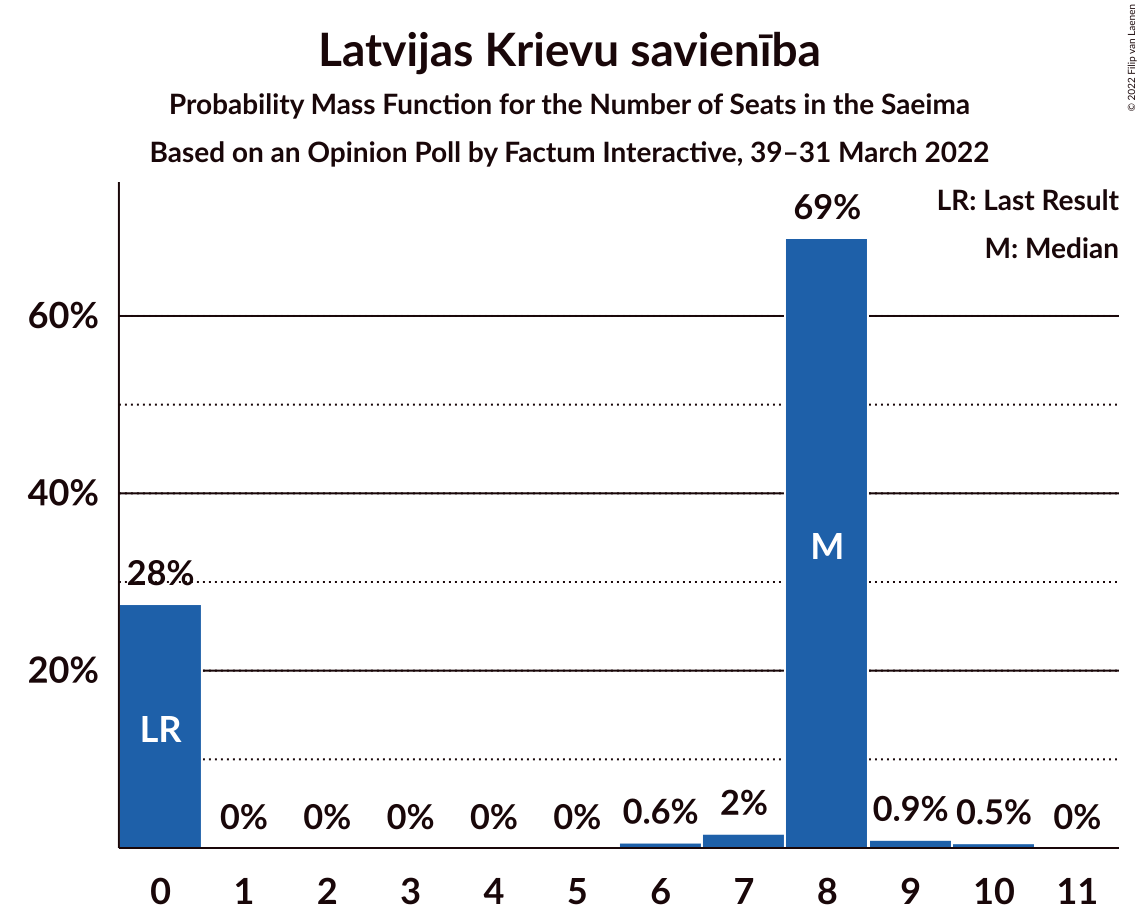 Latvijas Krievu savienība
Probability Mass Function for the Number of Seats in the Saeima
Based on an Opinion Poll by Factum Interactive, 39–31 March 2022
© 2022 Filip van Laenen
LR: Last Result
M: Median
69%
60%
40%
20%
28%
LR
M
0%
0%
0%
0%
0%
0.6%
2%
0.9%
0.5%
0%
0 1 2 3 4 5 6 7 8 9 10 11